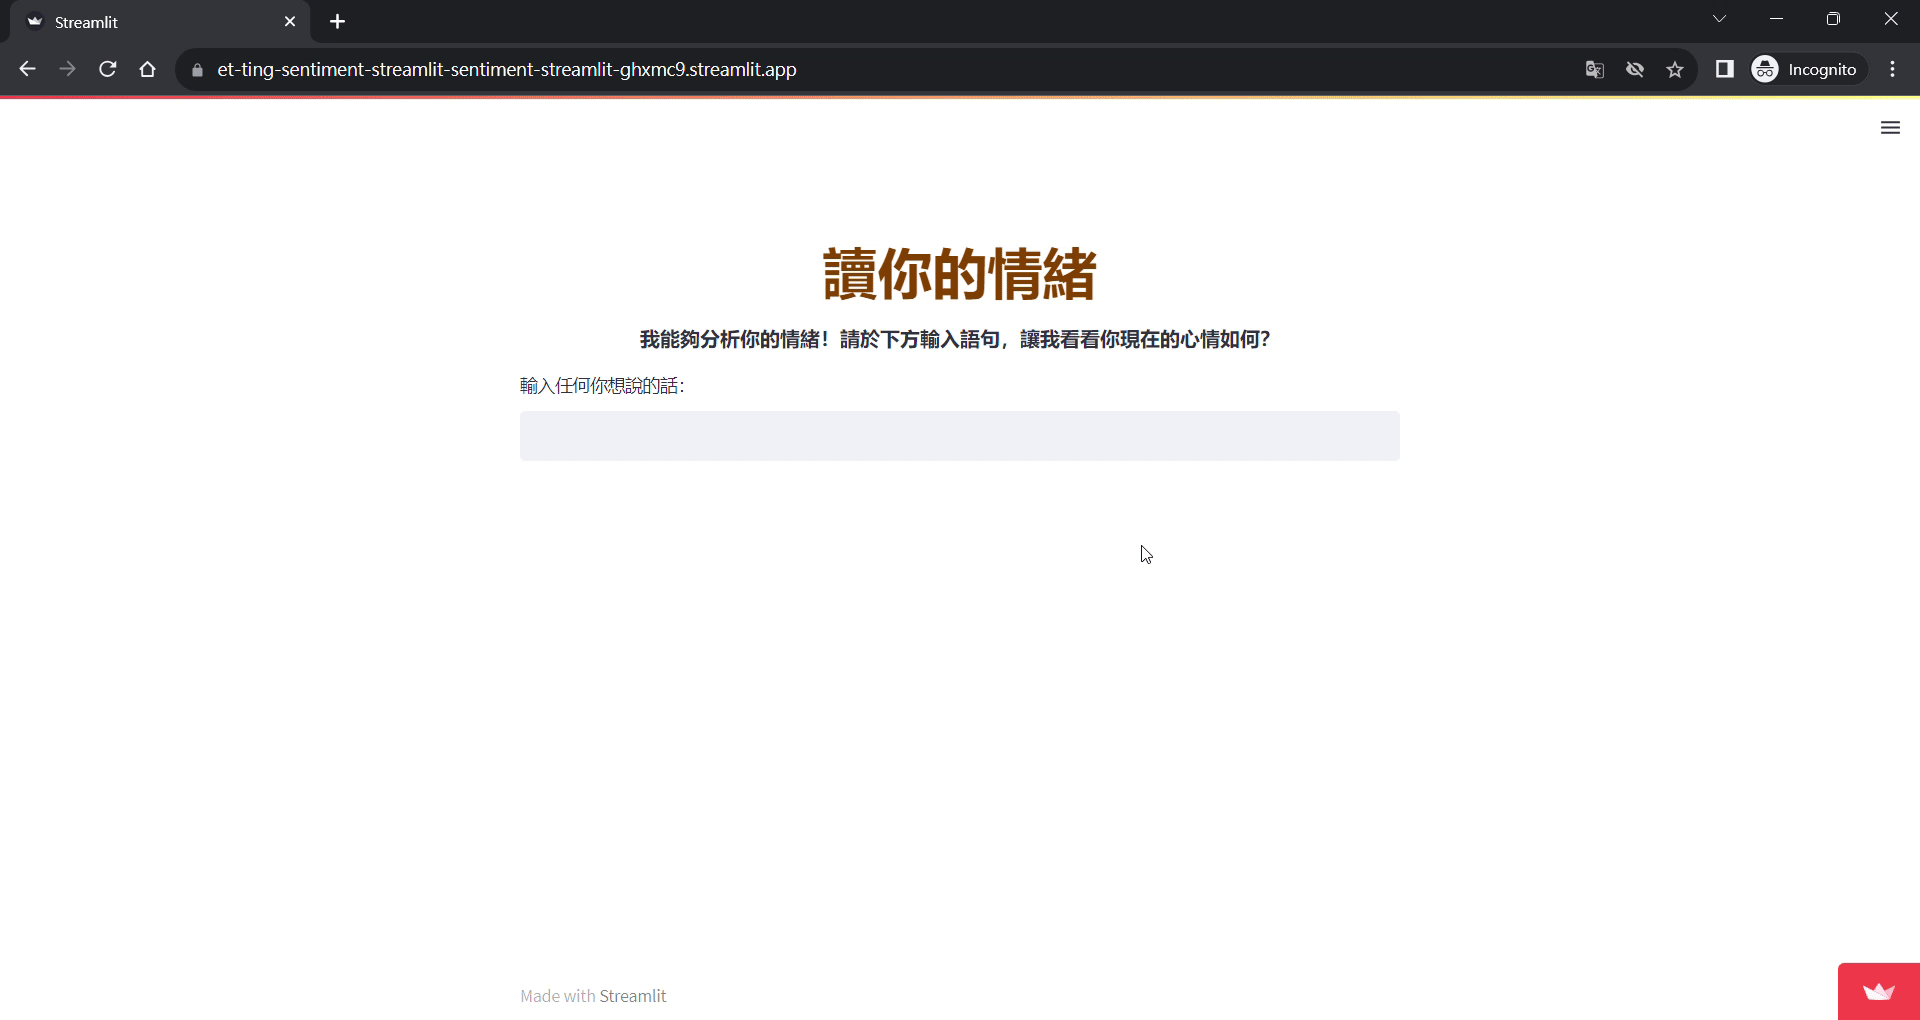 Streamlit
et-ting-sentiment-streamlit-sentiment-streamlit-ghxmc9.streamlit.app
Incognito
讀你的情緒
我能夠分析你的情緒！請於下方輸入語句，讓我看看你現在的心情如何？
輸入任何你想說的話：
Made with Streamlit